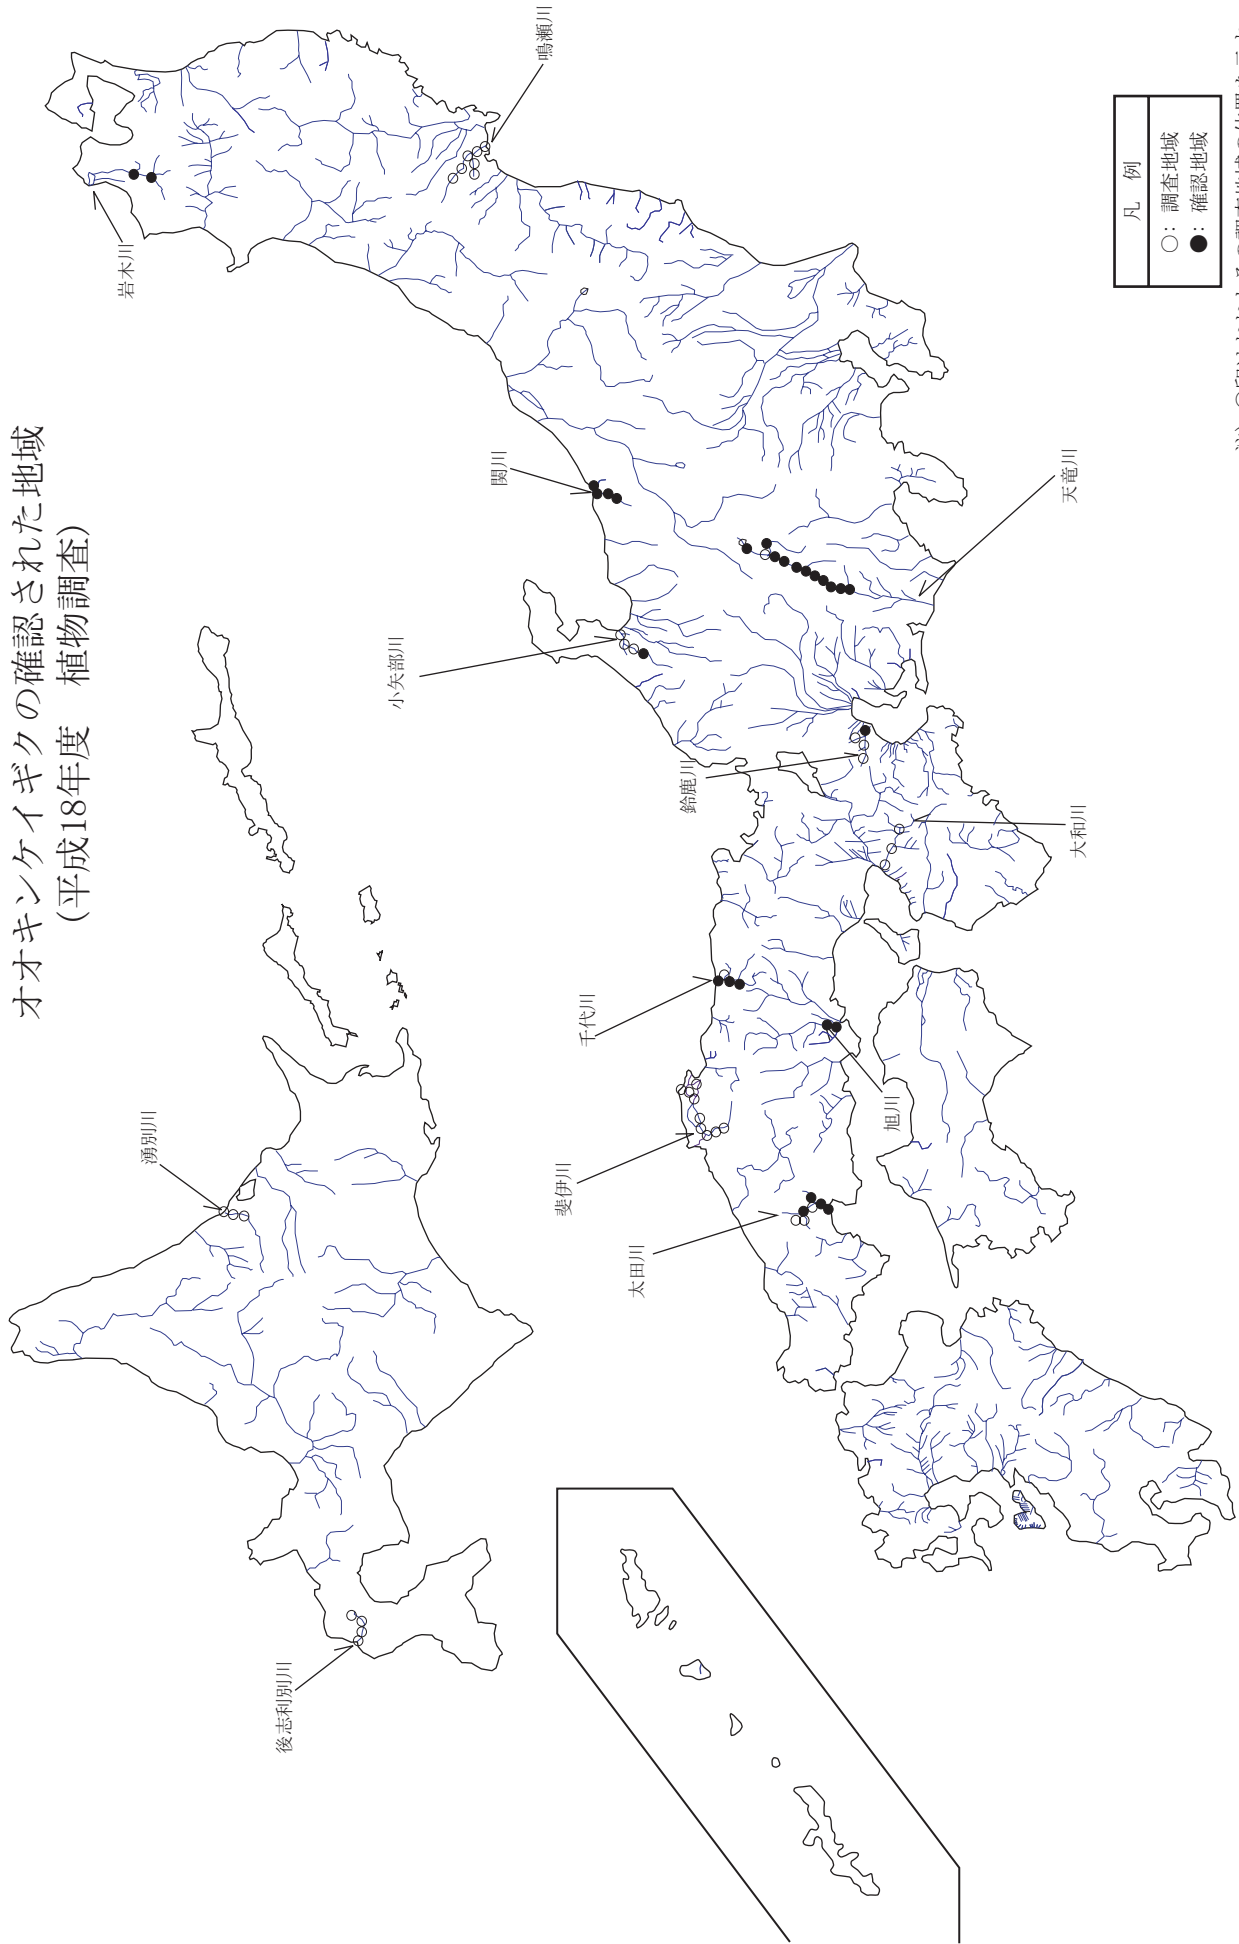 オオキンケイギクの確認された地域
（平成18年度　植物調査）
湧別川
後志利別川
岩木川
鳴瀬川
関川
小矢部川
天竜川
鈴鹿川
大和川
千代川
旭川
斐伊川
太田川
凡　例
○：調査地域
●：確認地域